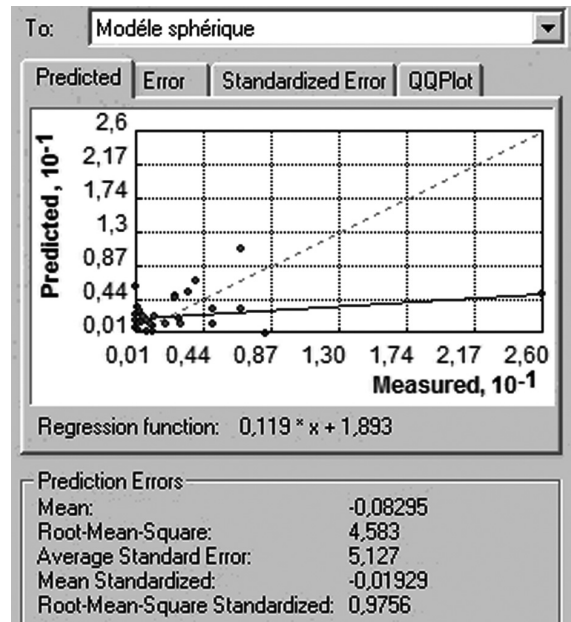 To: Modéle sphérique
Predicted Error Standardized Error QQPlot
Predicted, 10-1
2,6
2,17
1,74
1,3
0,87
0,44
0,01
0,01 0,44 0,87 1,30 1,74 2,17 2,60
Measured, 10-1
Regression function: 0,119 * x + 1,893
Prediction Errors
Mean: -0,08295
Root-Mean-Square: 4,583
Average Standard Error: 5,127
Mean Standardized: -0,01929
Root-Mean-Square Standardized: 0,9756